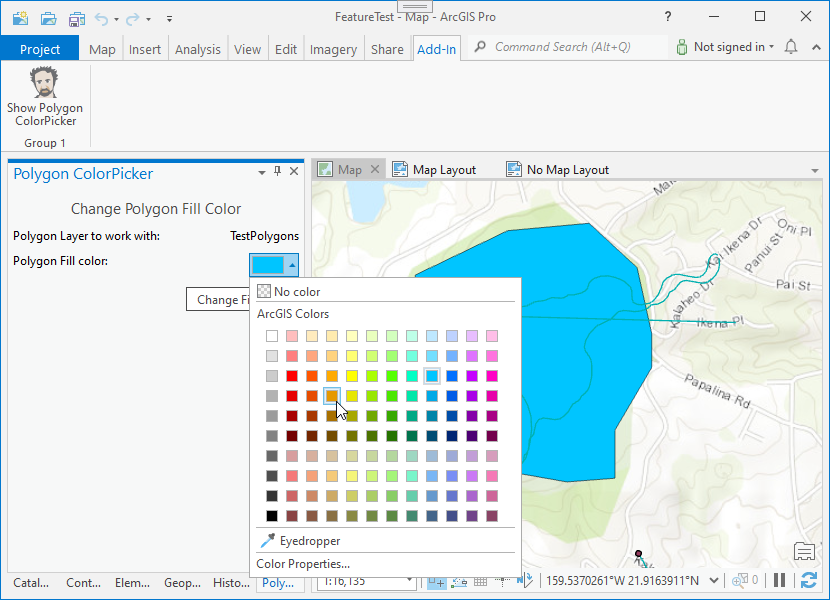 FeatureTest - Map - ArcGIS Pro
?
Project Map Insert Analysis View Edit Imagery Share Add-In Command Search (Alt+Q) Not signed in
Show Polygon
ColorPicker
Group 1
Polygon ColorPicker
Map Map Layout No Map Layout
Change Polygon Fill Color
Polygon Layer to work with: TestPolygons
Polygon Fill color:
Change Fi
No color
ArcGIS Colors
Eyedropper
Color Properties...
Kai Ikena Dr
Oni Pl
Panui St
Pai St
Kalaheo Dr
Ikena Pl
Papalina Rd
Catal... Cont... Elem... Geop... Histo... Poly...
1:16,135 159.5370261°W 21.9163911°N 0